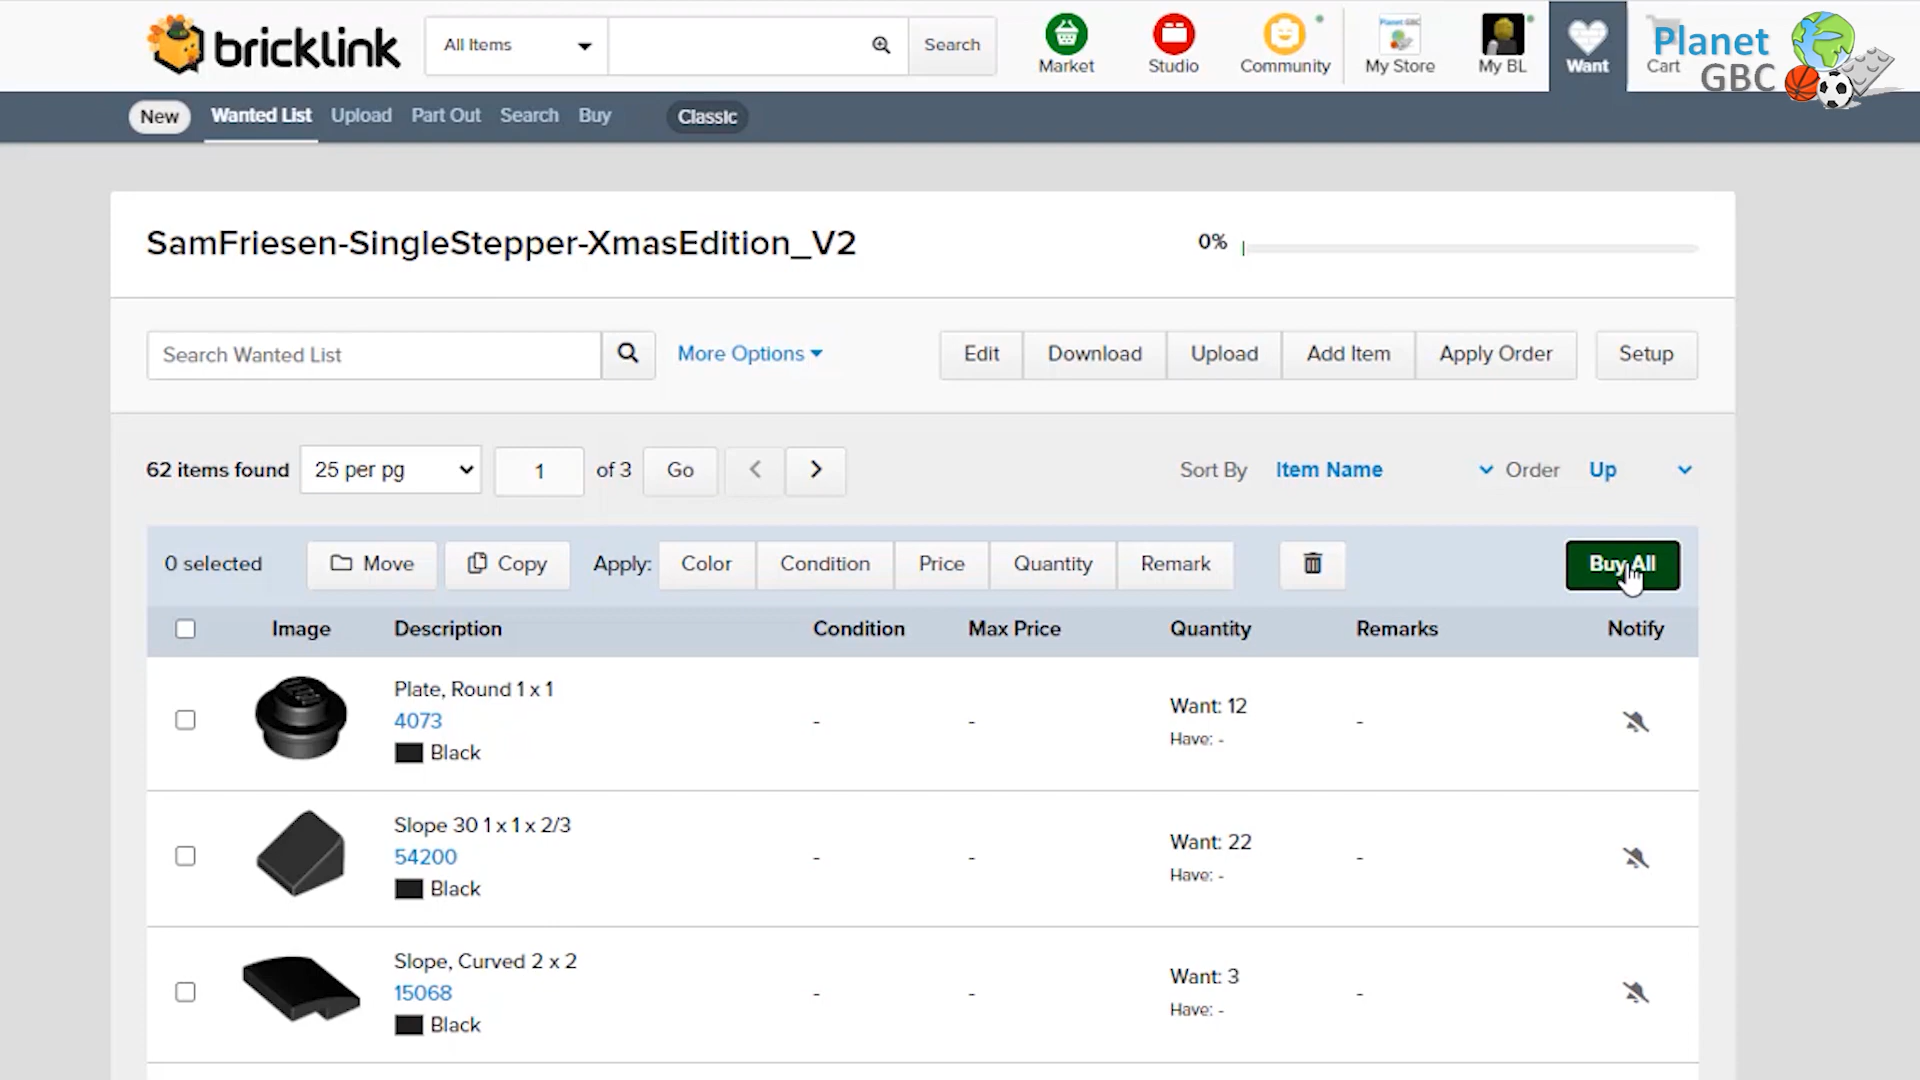 bricklink
All Items
Search
Market
Studio
Community
My Store
My BL
Want
Cart
Planet GBC
New
Wanted List
Upload
Part Out
Search
Buy
Classic
SamFriesen-SingleStepper-XmasEdition_V2
0%
Search Wanted List
More Options
Edit
Download
Upload
Add Item
Apply Order
Setup
62 items found
25 per pg
1
of 3
Go
Sort By
Item Name
Order
Up
0 selected
Move
Copy
Apply:
Color
Condition
Price
Quantity
Remark
Buy All
Image
Description
Condition
Max Price
Quantity
Remarks
Notify
Plate, Round 1 x 1
4073
Black
-
-
Want: 12
Have: -
-
Slope 30 1 x 1 x 2/3
54200
Black
-
-
Want: 22
Have: -
-
Slope, Curved 2 x 2
15068
Black
-
-
Want: 3
Have: -
-